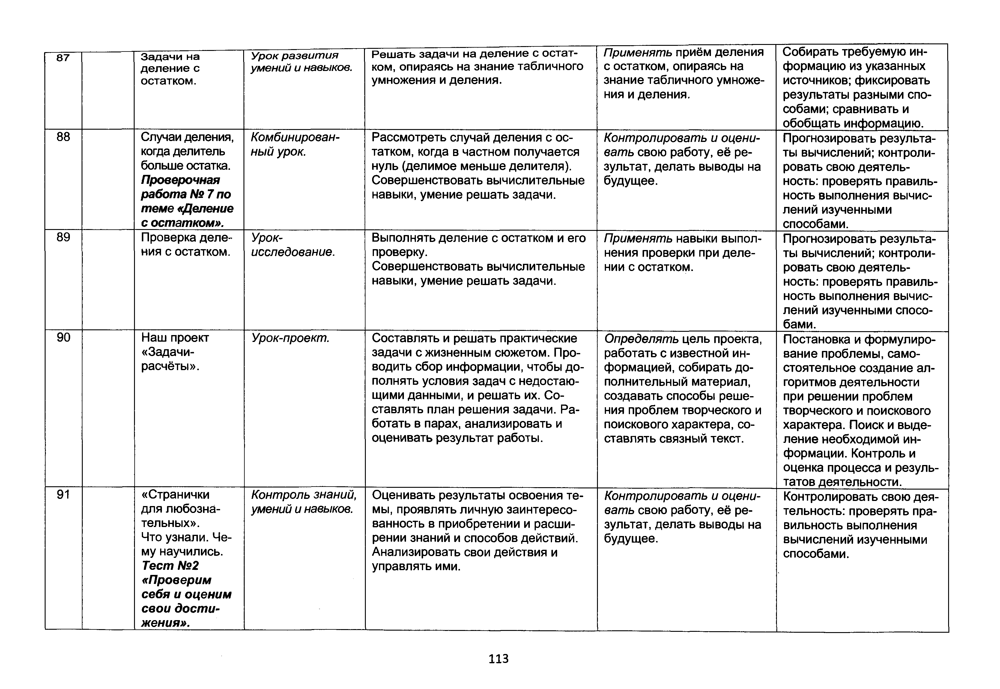 87
Задачи на
деление с
остатком.
Урок развития
умений и навыков.
Решать задачи на деление с остат-
ком, опираясь на знание табличного
умножения и деления.
Применять приём деления
с остатком, опираясь на
знание табличного умноже-
ния и деления.
Собирать требуемую ин-
формацию из указанных
источников; фиксировать
результаты разными спо-
собами; сравнивать и
обобщать информацию.
88
Случаи деления,
когда делитель
больше остатка.
Проверочная
работа № 7 по
теме «Деление
с остатком».
Комбинирован-
ный урок.
Рассмотреть случай деления с ос-
татком, когда в частном получается
нуль (делимое меньше делителя).
Совершенствовать вычислительные
навыки, умение решать задачи.
Контролировать и оцени-
вать свою работу, её ре-
зультат, делать выводы на
будущее.
Прогнозировать результа-
ты вычислений; контроли-
ровать свою деятель-
ность: проверять правиль-
ность выполнения вычис-
лений изученными
способами.
89
Проверка деле-
ния с остатком.
Урок-
исследование.
Выполнять деление с остатком и его
проверку.
Совершенствовать вычислительные
навыки, умение решать задачи.
Применять навыки выпол-
нения проверки при деле-
нии с остатком.
Прогнозировать результа-
ты вычислений; контроли-
ровать свою деятель-
ность: проверять правиль-
ность выполнения вычис-
лений изученными спосо-
бами.
90
Наш проект
«Задачи-
расчёты».
Урок-проект.
Составлять и решать практические
задачи с жизненным сюжетом. Про-
водить сбор информации, чтобы до-
полнять условия задач с недостаю-
щими данными, и решать их. Со-
ставлять план решения задачи. Ра-
ботать в парах, анализировать и
оценивать результат работы.
Определять цель проекта,
работать с известной ин-
формацией, собирать до-
полнительный материал,
создавать способы реше-
ния проблем творческого и
поискового характера, со-
ставлять связный текст.
Постановка и формулиро-
вание проблемы, само-
стоятельное создание ал-
горитмов деятельности
при решении проблем
творческого и поискового
характера. Поиск и выде-
ление необходимой ин-
формации. Контроль и
оценка процесса и резуль-
татов деятельности.
91
«Странички
для любозна-
тельных».
Что узнали. Че-
му научились.
Тест №2
«Проверим
себя и оценим
свои дости-
жения».
Контроль знаний,
умений и навыков.
Оценивать результаты освоения те-
мы, проявлять личную заинтересо-
ванность в приобретении и расши-
рении знаний и способов действий.
Анализировать свои действия и
управлять ими.
Контролировать и оцени-
вать свою работу, её ре-
зультат, делать выводы на
будущее.
Контролировать свою дея-
тельность: проверять пра-
вильность выполнения
вычислений изученными
способами.
113